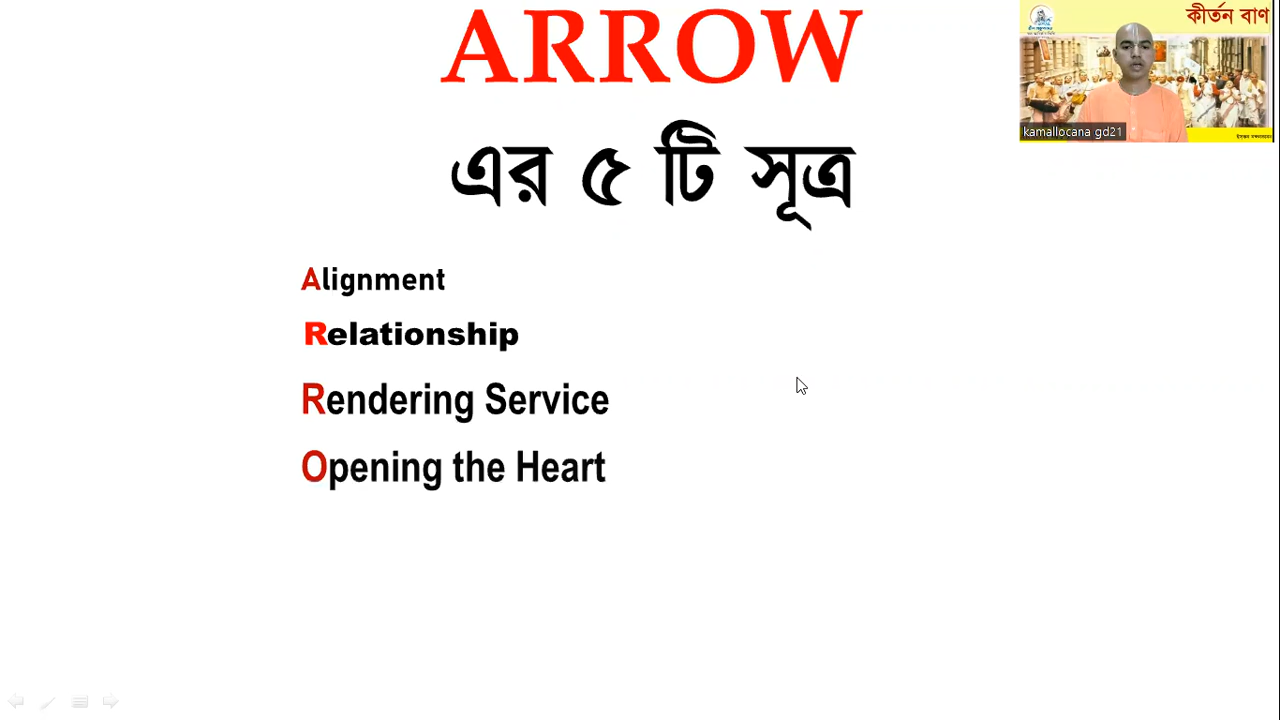 ARROW
এর ৫ টি সূত্র
Alignment
Relationship
Rendering Service
Opening the Heart
কীর্তন বাণ
kamallocana gd21